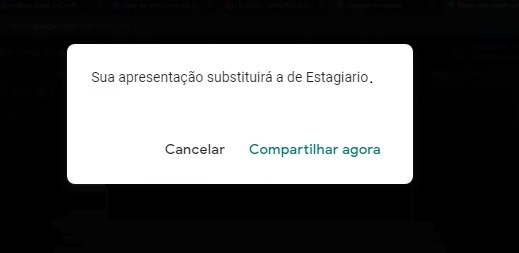 Sua apresentação substituirá a de Estagiario.
Cancelar Compartilhar agora